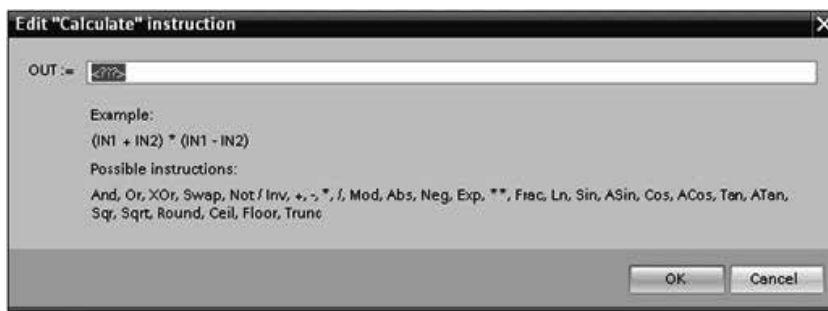 Edit "Calculate" instruction
X
OUT := <???>
Example:
(IN1 + IN2) * (IN1 - IN2)
Possible instructions:
And, Or, XOr, Swap, Not / Inv, +, -, *, /, Mod, Abs, Neg, Exp, **, Frac, Ln, Sin, ASin, Cos, ACos, Tan, ATan,
Sqr, Sqrt, Round, Ceil, Floor, Trunc
OK Cancel